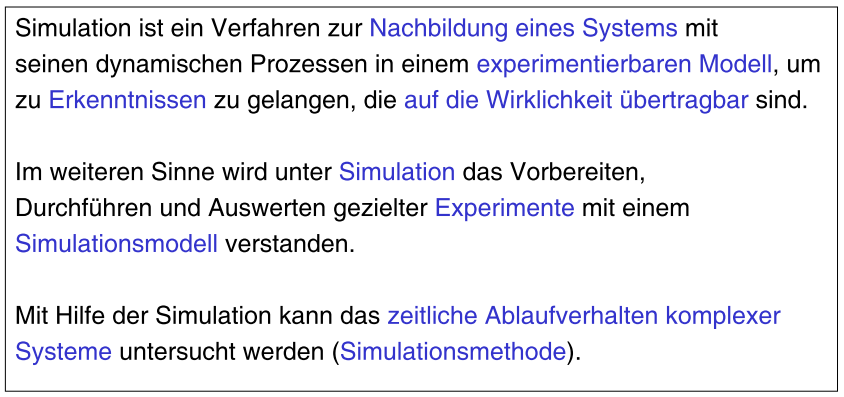 Simulation ist ein Verfahren zur Nachbildung eines Systems mit
seinen dynamischen Prozessen in einem experimentierbaren Modell, um
zu Erkenntnissen zu gelangen, die auf die Wirklichkeit übertragbar sind.
Im weiteren Sinne wird unter Simulation das Vorbereiten,
Durchführen und Auswerten gezielter Experimente mit einem
Simulationsmodell verstanden.
Mit Hilfe der Simulation kann das zeitliche Ablaufverhalten komplexer
Systeme untersucht werden (Simulationsmethode).